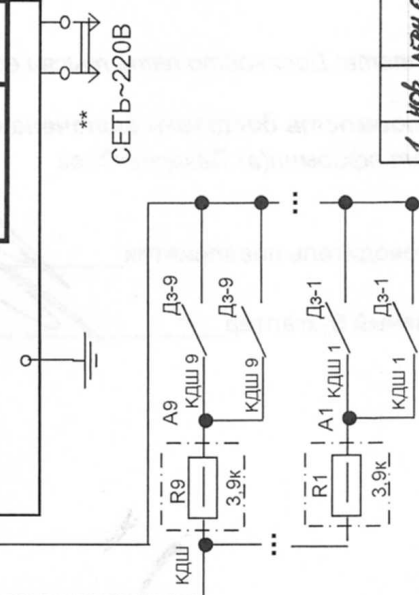 **
СЕТЬ~220В
Дз-9
КДШ 9
А9
Дз-9
КДШ 9
R9
3,9к
КДШ
...
...
Дз-1
КДШ 1
А1
Дз-1
КДШ 1
R1
3,9к